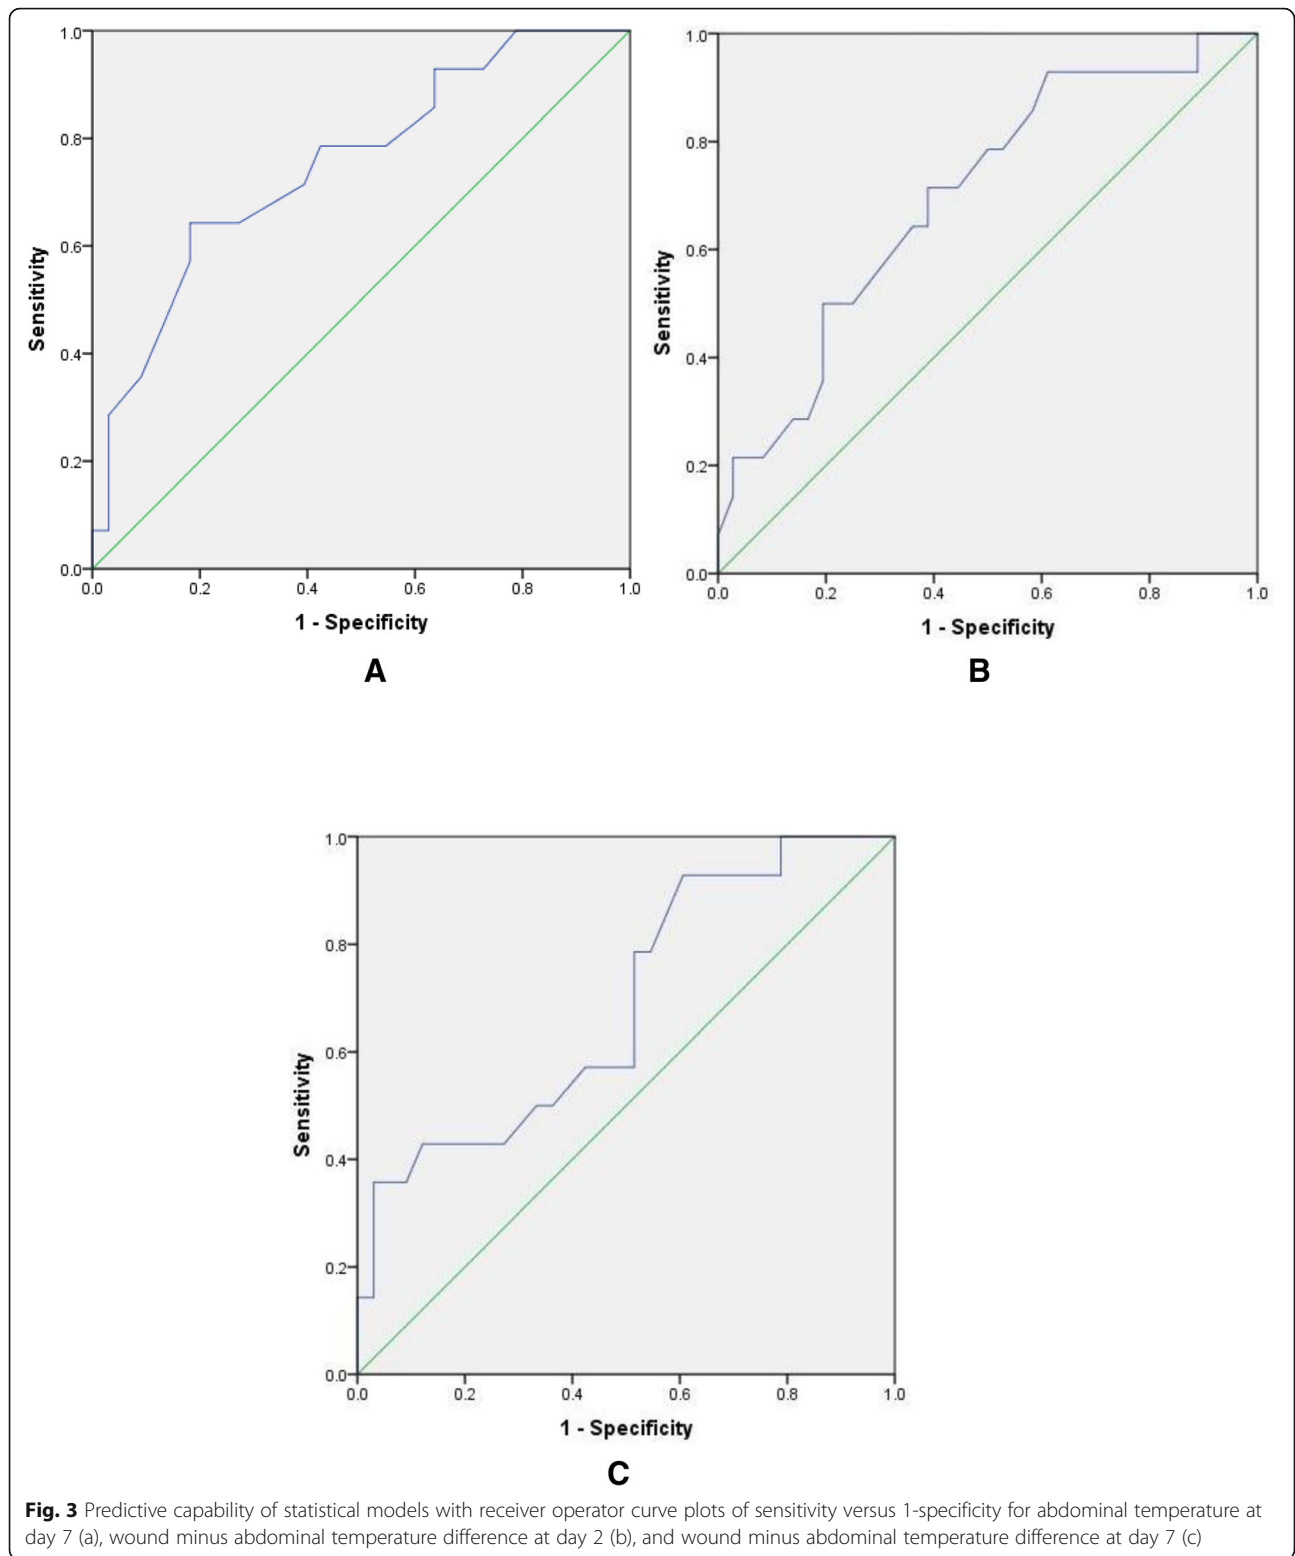 1.0
0.8
0.6
0.4
0.2
0.0
Sensitivity
0.0 0.2 0.4 0.6 0.8 1.0
1 - Specificity
A
1.0
0.8
0.6
0.4
0.2
0.0
Sensitivity
0.0 0.2 0.4 0.6 0.8 1.0
1 - Specificity
B
1.0
0.8
0.6
0.4
0.2
0.0
Sensitivity
0.0 0.2 0.4 0.6 0.8 1.0
1 - Specificity
C
Fig. 3 Predictive capability of statistical models with receiver operator curve plots of sensitivity versus 1-specificity for abdominal temperature at
day 7 (a), wound minus abdominal temperature difference at day 2 (b), and wound minus abdominal temperature difference at day 7 (c)